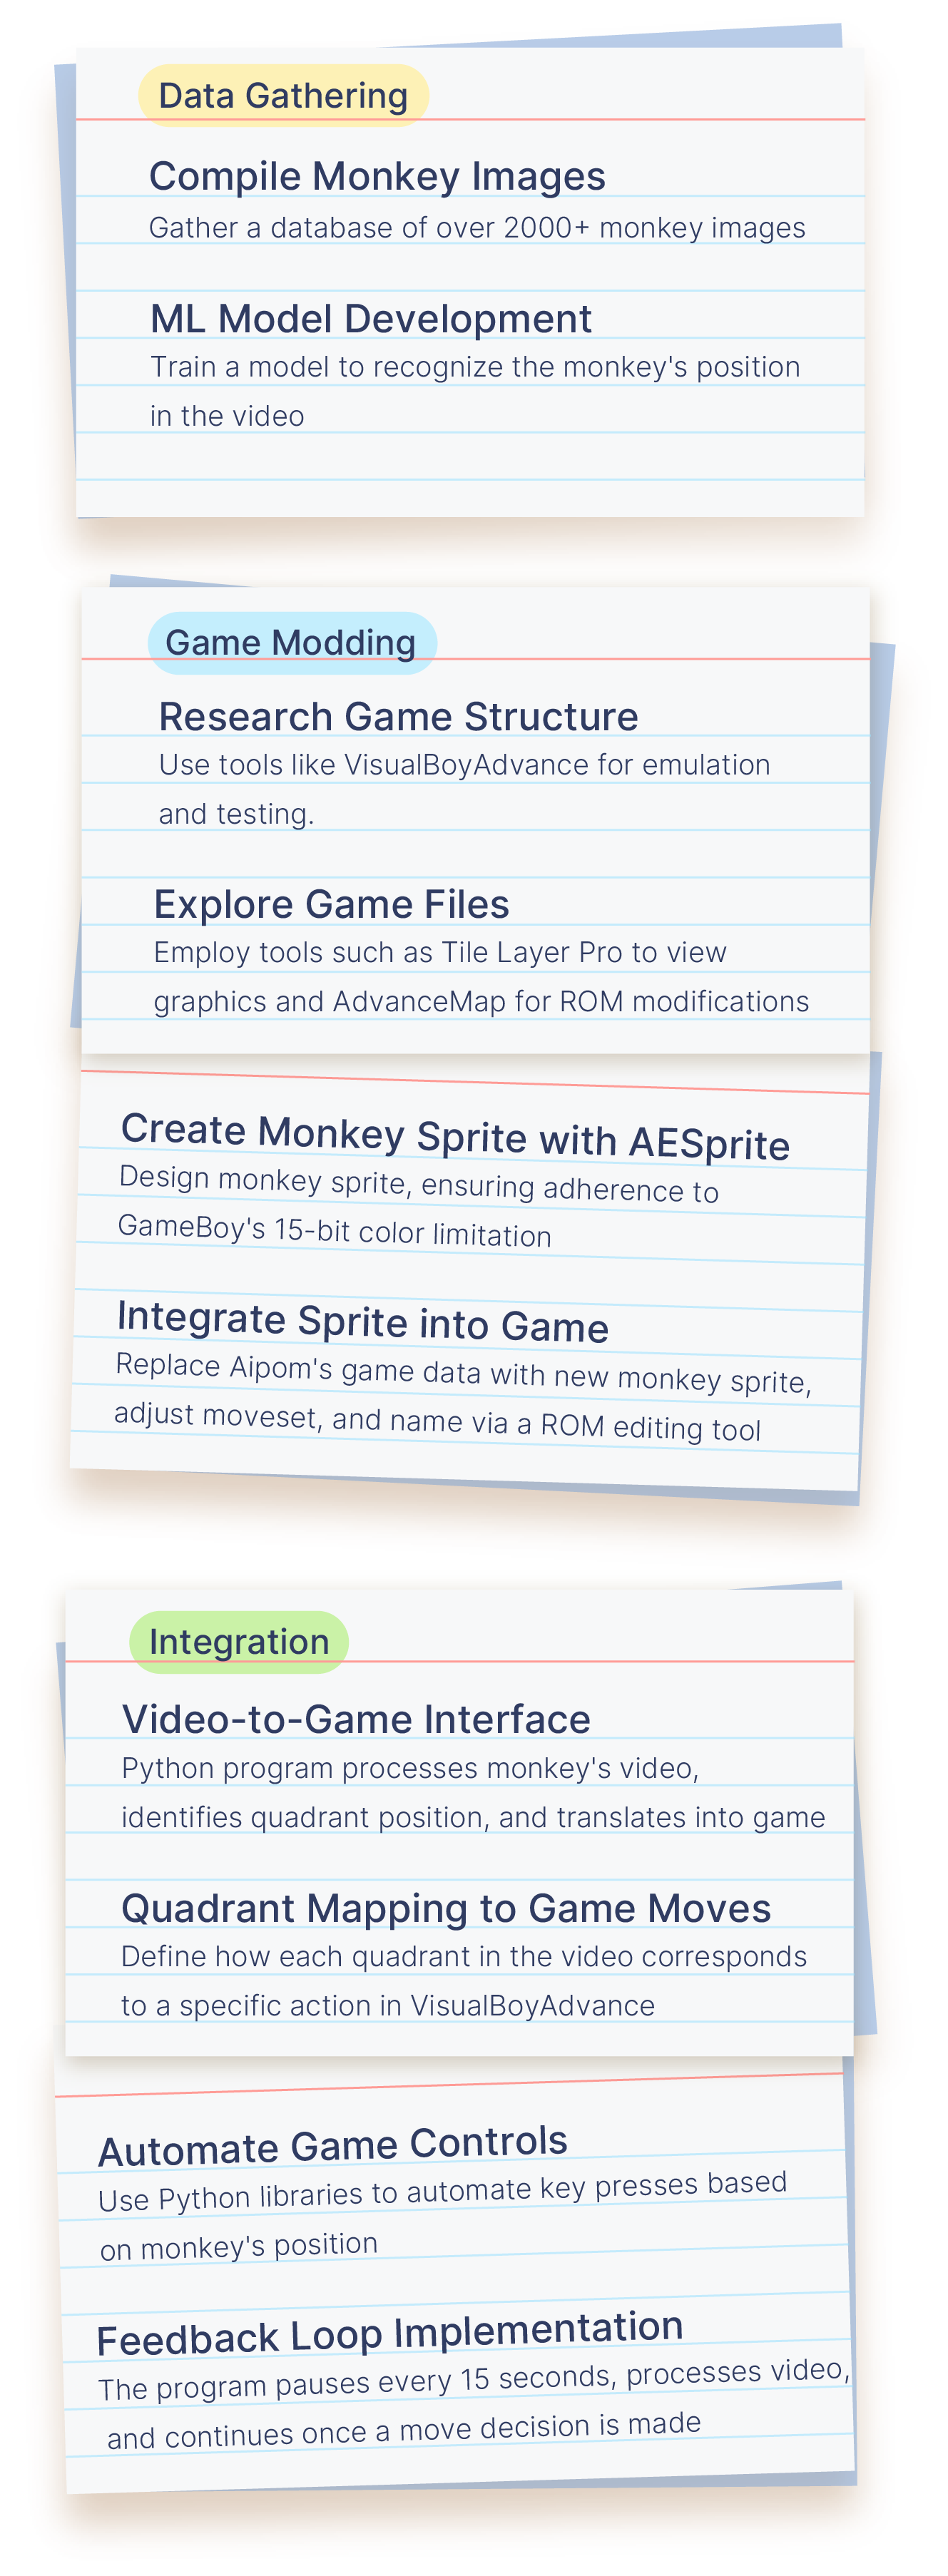 Data Gathering
Compile Monkey Images
Gather a database of over 2000+ monkey images
ML Model Development
Train a model to recognize the monkey's position
in the video
Game Modding
Research Game Structure
Use tools like VisualBoyAdvance for emulation
and testing.
Explore Game Files
Employ tools such as Tile Layer Pro to view
graphics and AdvanceMap for ROM modifications
Create Monkey Sprite with AESprite
Design monkey sprite, ensuring adherence to
GameBoy's 15-bit color limitation
Integrate Sprite into Game
Replace Aipom's game data with new monkey sprite,
adjust moveset, and name via a ROM editing tool
Integration
Video-to-Game Interface
Python program processes monkey's video,
identifies quadrant position, and translates into game
Quadrant Mapping to Game Moves
Define how each quadrant in the video corresponds
to a specific action in VisualBoyAdvance
Automate Game Controls
Use Python libraries to automate key presses based
on monkey's position
Feedback Loop Implementation
The program pauses every 15 seconds, processes video,
and continues once a move decision is made